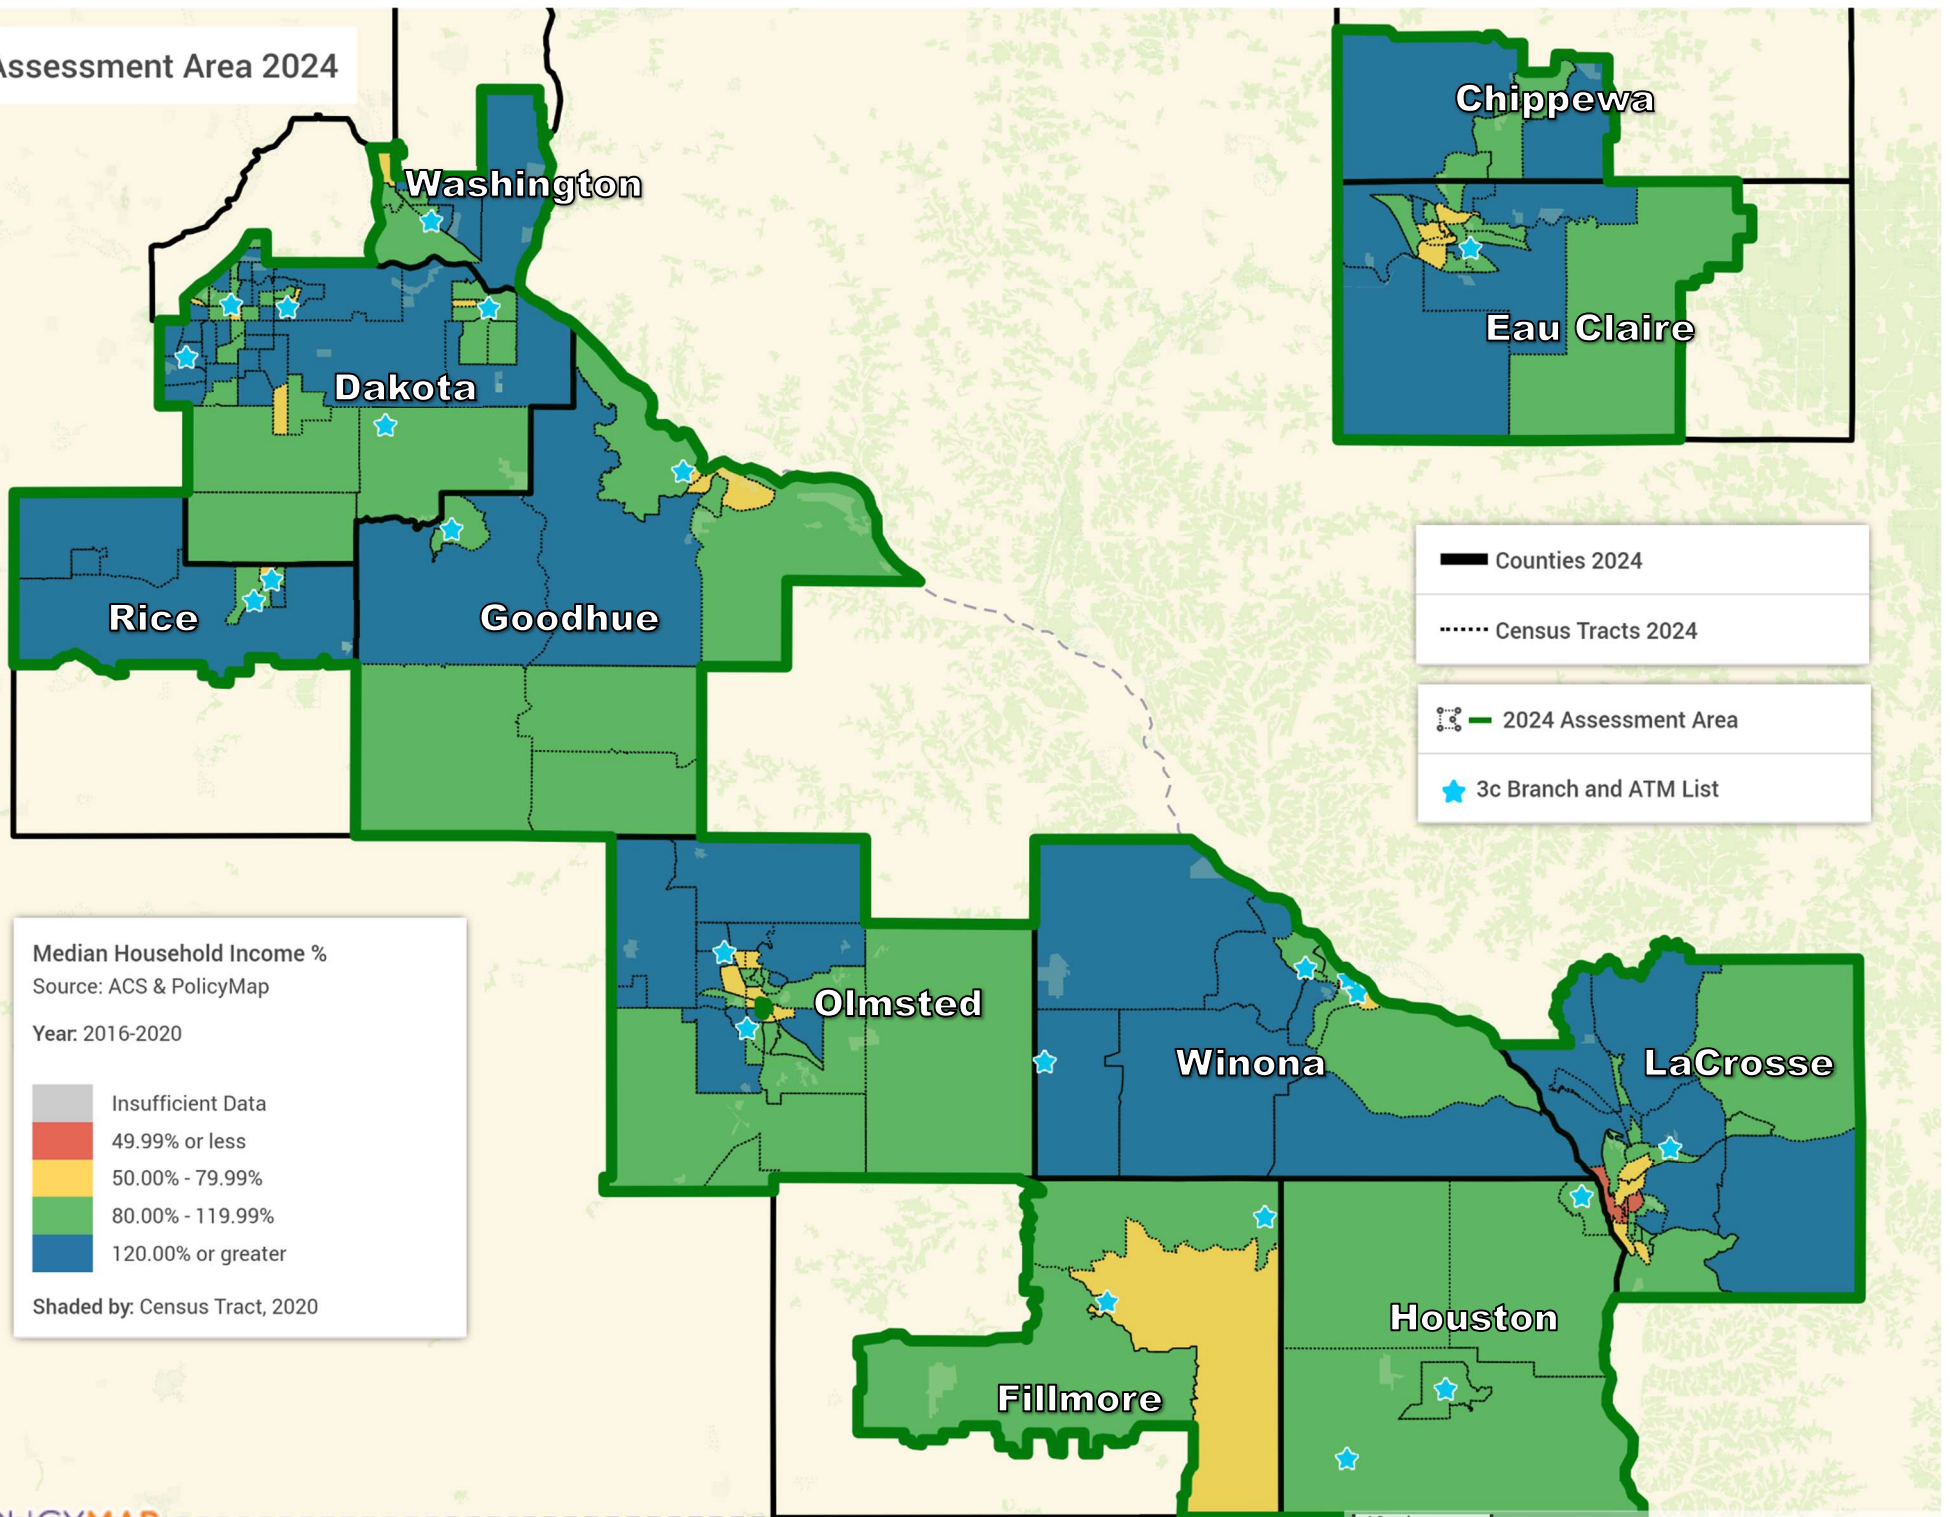 Assessment Area 2024
Washington
Chippewa
Eau Claire
Dakota
Rice
Goodhue
Counties 2024
Census Tracts 2024
2024 Assessment Area
3c Branch and ATM List
Median Household Income %
Source: ACS & PolicyMap
Year: 2016-2020
Insufficient Data
49.99% or less
50.00% - 79.99%
80.00% - 119.99%
120.00% or greater
Shaded by: Census Tract, 2020
Olmsted
Winona
LaCrosse
Houston
Fillmore